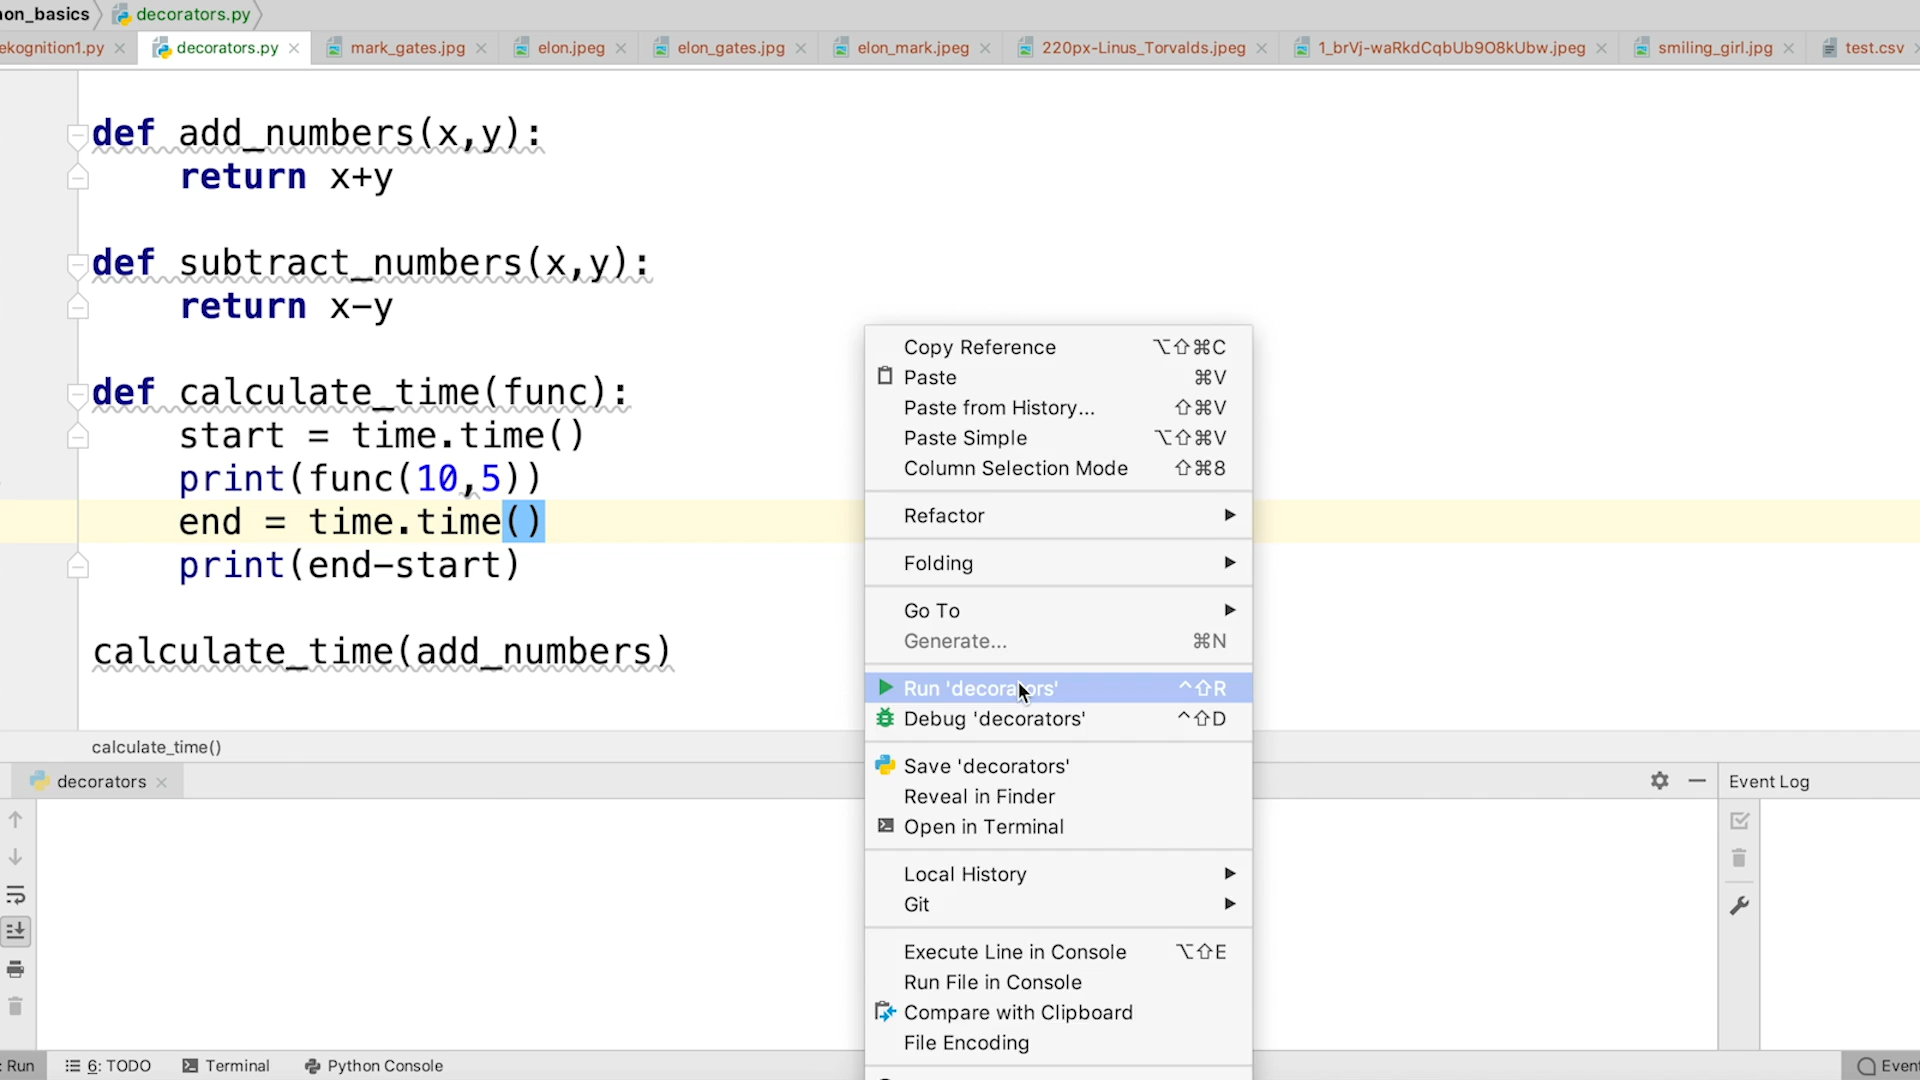 on_basics decorators.py
ekognition1.py decorators.py mark_gates.jpg elon.jpeg elon_gates.jpg elon_mark.jpeg 220px-Linus_Torvalds.jpeg 1_brVj-waRkdCqbUb9O8kUbw.jpeg smiling_girl.jpg test.csv
def add_numbers(x,y):
return x+y
def subtract_numbers(x,y):
return x-y
def calculate_time(func):
start = time.time()
print(func(10,5))
end = time.time()
print(end-start)
calculate_time(add_numbers)
calculate_time()
Copy Reference ⌥⇧⌘C
Paste ⌘V
Paste from History... ⇧⌘V
Paste Simple ⌥⇧⌘V
Column Selection Mode ⇧⌘8
Refactor
Folding
Go To
Generate... ⌘N
Run 'decorators' ^⇧R
Debug 'decorators' ^⇧D
Save 'decorators'
Reveal in Finder
Open in Terminal
Local History
Git
Execute Line in Console ⌥⇧E
Run File in Console
Compare with Clipboard
File Encoding
decorators
Event Log
: Run 6: TODO Terminal Python Console Event